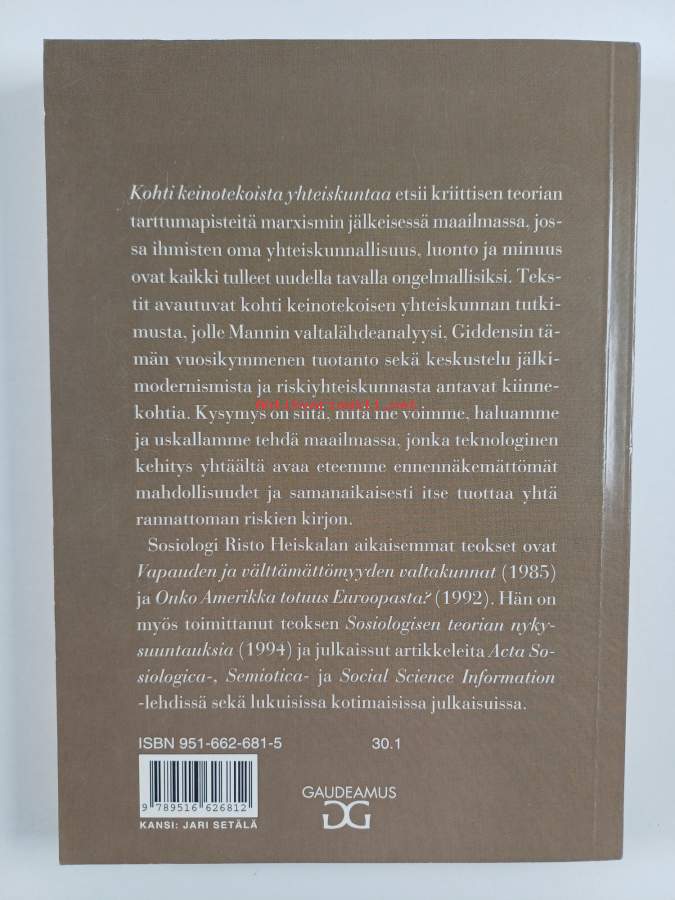 Kohti keinotekoista yhteiskuntaa etsii kriittisen teorian
tarttumapisteitä marxismin jälkeisessä maailmassa, jos-
sa ihmisten oma yhteiskunnallisuus, luonto ja minuus
ovat kaikki tulleet uudella tavalla ongelmallisiksi. Teks-
tit avautuvat kohti keinotekoisen yhteiskunnan tutki-
musta, jolle Mannin valtalähdeanalyysi, Giddensin tä-
män vuosikymmenen tuotanto sekä keskustelu jälki-
modernismista ja riskiyhteiskunnasta antavat kiinne-
kohtia. Kysymys on siitä, mitä me voimme, haluamme
ja uskallamme tehdä maailmassa, jonka teknologinen
kehitys yhtäältä avaa eteemme ennennäkemättömät
mahdollisuudet ja samanaikaisesti itse tuottaa yhtä
rannattoman riskien kirjon.
Sosiologi Risto Heiskalan aikaisemmat teokset ovat
Vapauden ja välttämättömyyden valtakunnat (1985)
ja Onko Amerikka totuus Euroopasta? (1992). Hän on
myös toimittanut teoksen Sosiologisen teorian nyky-
suuntauksia (1994) ja julkaissut artikkeleita Acta So-
siologica-, Semiotica- ja Social Science Information
-lehdissä sekä lukuisissa kotimaisissa julkaisuissa.
ISBN 951-662-681-5 30.1
9 789516 626812
KANSI: JARI SETÄLÄ
GAUDEAMUS